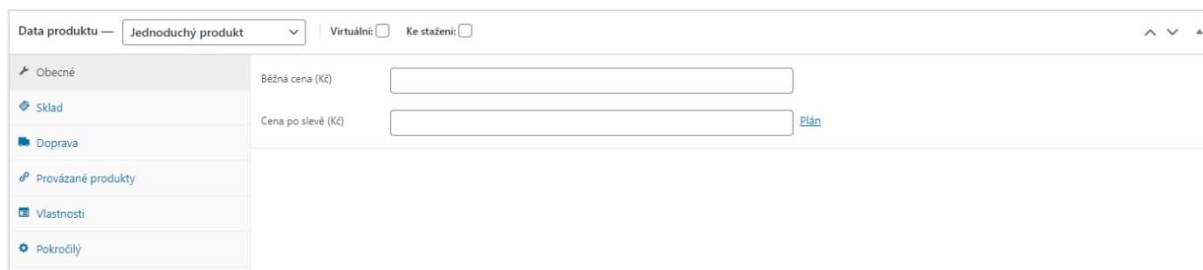 Data produktu — Jednoduchý produkt Virtuální: Ke stažení:
Obecné
Běžná cena (Kč)
Sklad
Cena po slevě (Kč) Plán
Doprava
Provázané produkty
Vlastnosti
Pokročilý